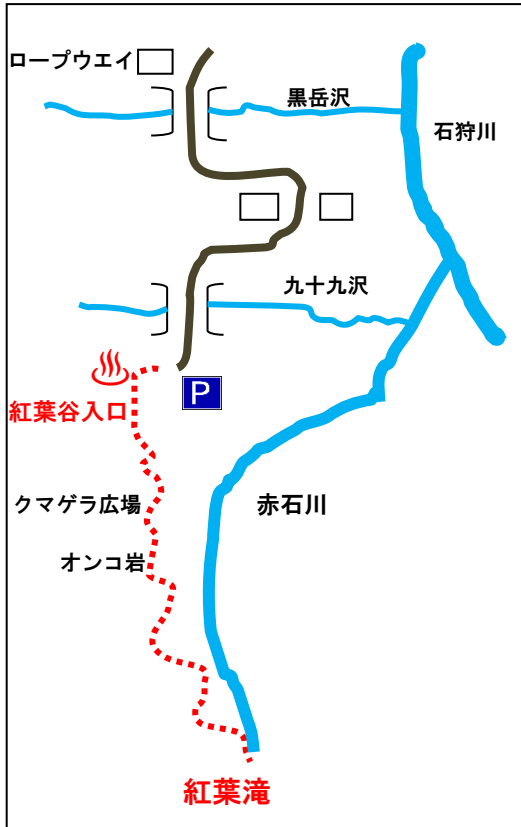 ロープウエイ
黒岳沢
石狩川
九十九沢
P
紅葉谷入口
クマゲラ広場
赤石川
オンコ岩
紅葉滝